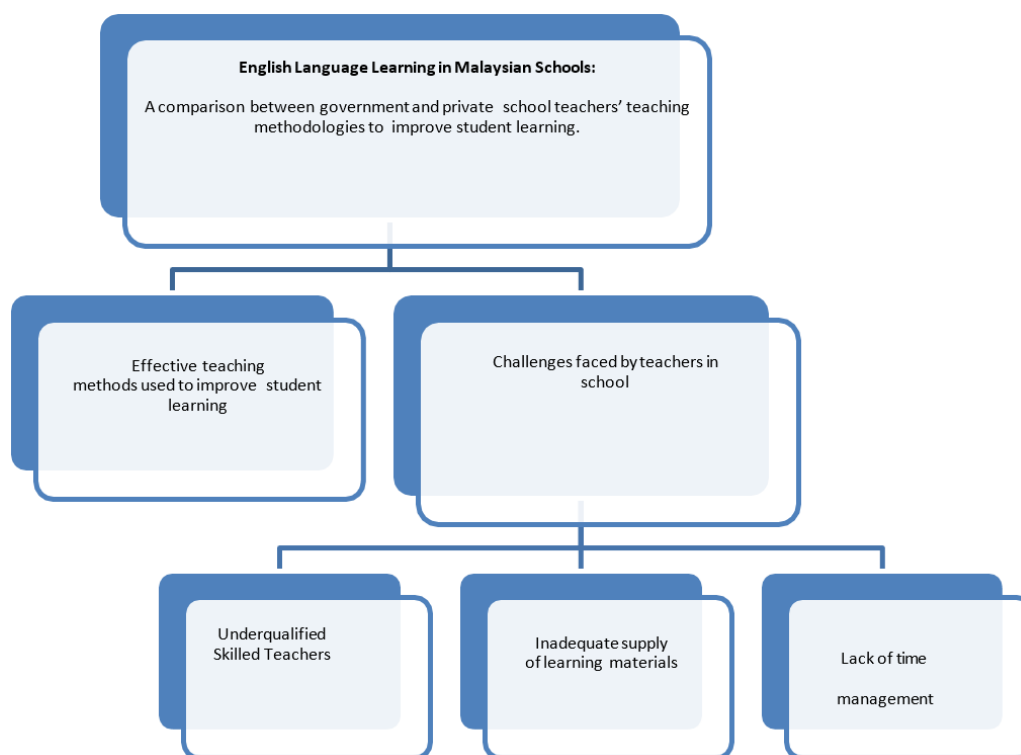 English Language Learning in Malaysian Schools:
A comparison between government and private school teachers’ teaching
methodologies to improve student learning.
Effective teaching
methods used to improve student
learning
Challenges faced by teachers in
school
Underqualified
Skilled Teachers
Inadequate supply
of learning materials
Lack of time
management